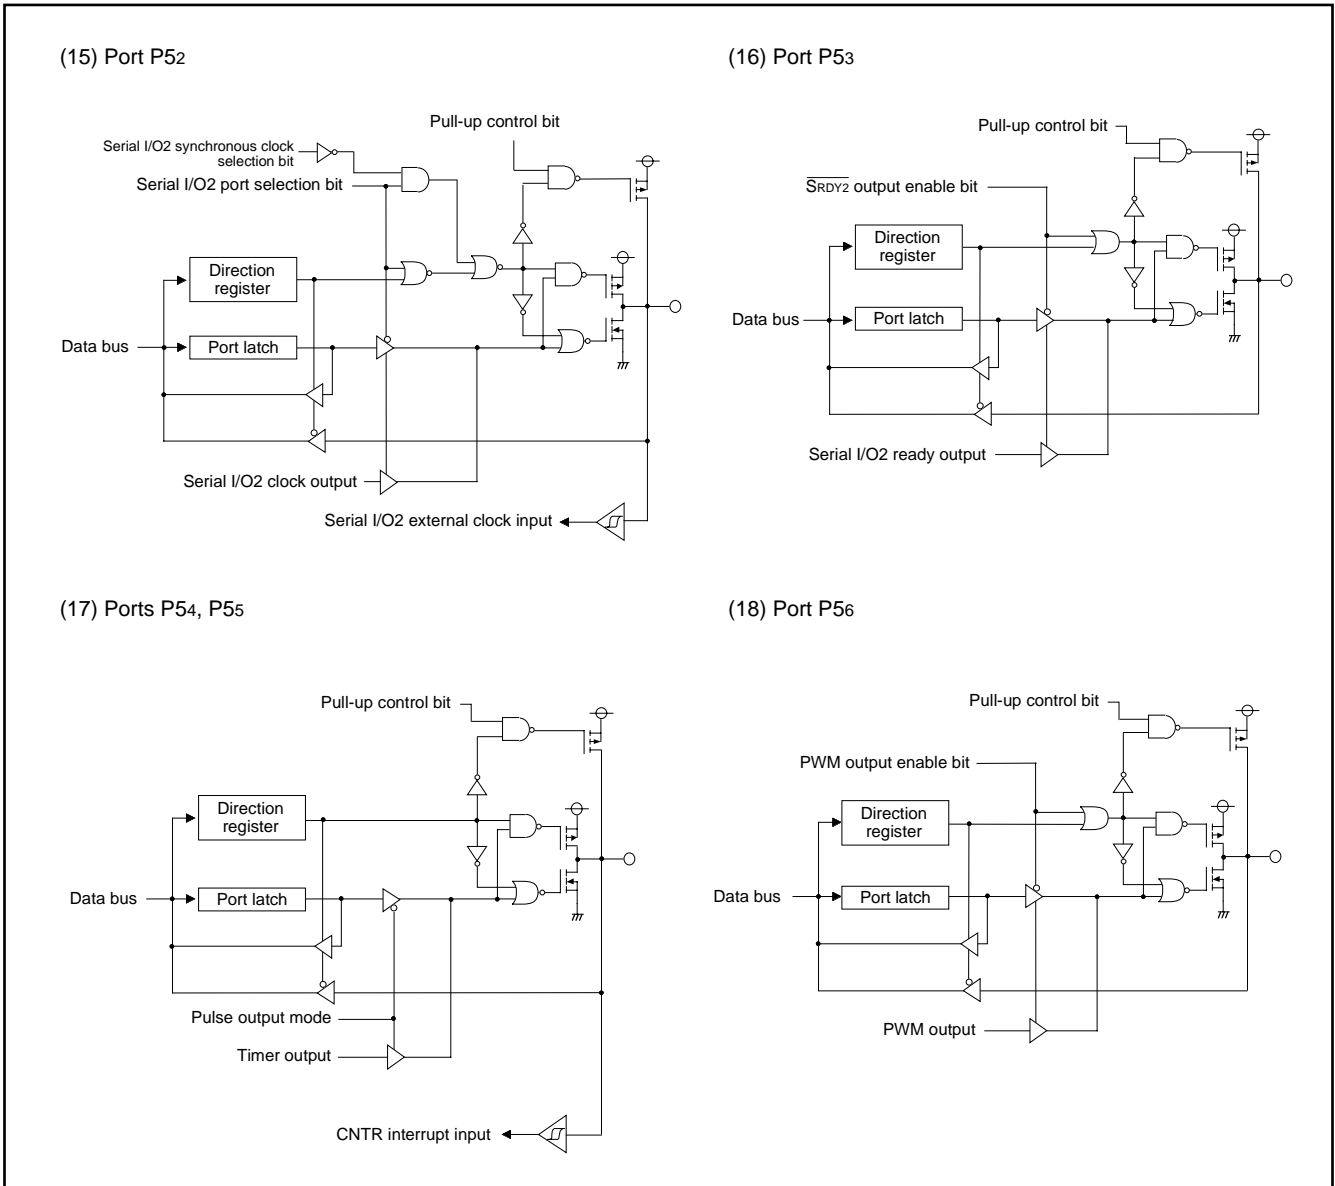 (15) Port P52
Pull-up control bit
Serial I/O2 synchronous clock
selection bit
Serial I/O2 port selection bit
Direction
register
Port latch
Data bus
Serial I/O2 clock output
Serial I/O2 external clock input
(16) Port P53
Pull-up control bit
SRDY2 output enable bit
Direction
register
Port latch
Data bus
Serial I/O2 ready output
(17) Ports P54, P55
Pull-up control bit
Direction
register
Port latch
Data bus
Pulse output mode
Timer output
CNTR interrupt input
(18) Port P56
Pull-up control bit
PWM output enable bit
Direction
register
Port latch
Data bus
PWM output